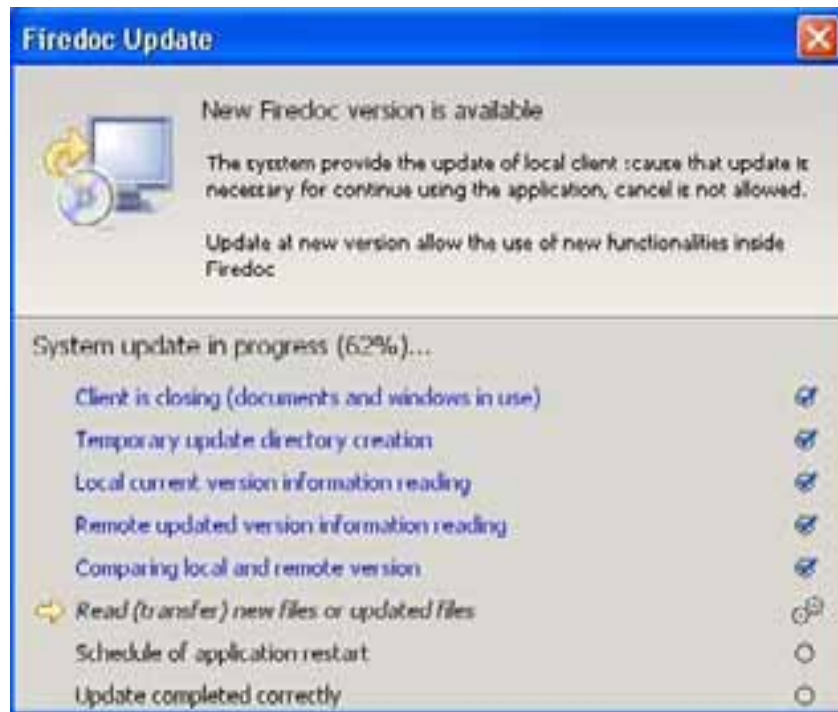 Firedoc Update
New Firedoc version is available
The system provide the update of local client :cause that update is
necessary for continue using the application, cancel is not allowed.
Update at new version allow the use of new functionalities inside
Firedoc
System update in progress (62%)...
Client is closing (documents and windows in use)
Temporary update directory creation
Local current version information reading
Remote updated version information reading
Comparing local and remote version
Read (transfer) new files or updated files
Schedule of application restart
Update completed correctly